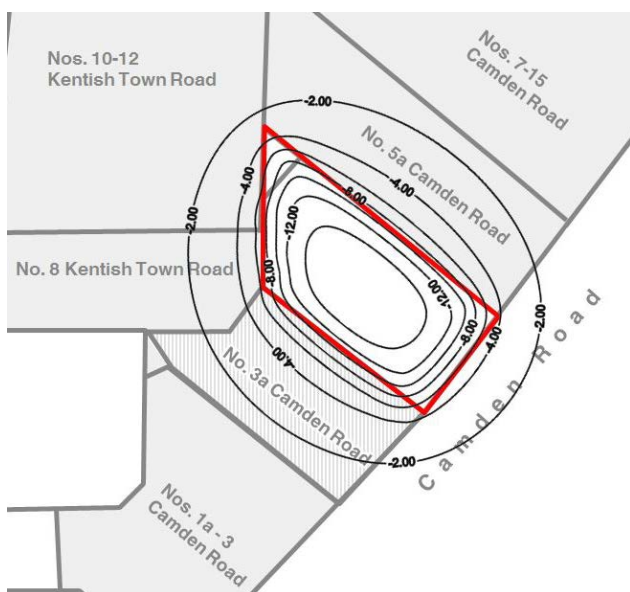 Nos. 10-12
Kentish Town Road
Nos. 7-15
Camden Road
-2.00
No. 5a Camden Road
-4.00
-4.00
-8.00
-2.00
-12.00
No. 8 Kentish Town Road
-8.00
-12.00
-2.00
-8.00
-4.00
-4.00
No. 3a Camden Road
Camden Road
-2.00
Nos. 1a - 3
Camden Road